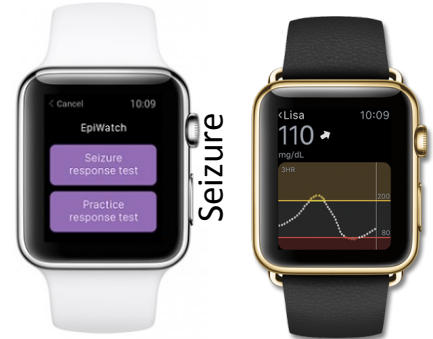 < Cancel 10:09
EpiWatch
Seizure
response test
Practice
response test
Seizure
<Lisa 10:09
110
mg/dL
3HR
200
80